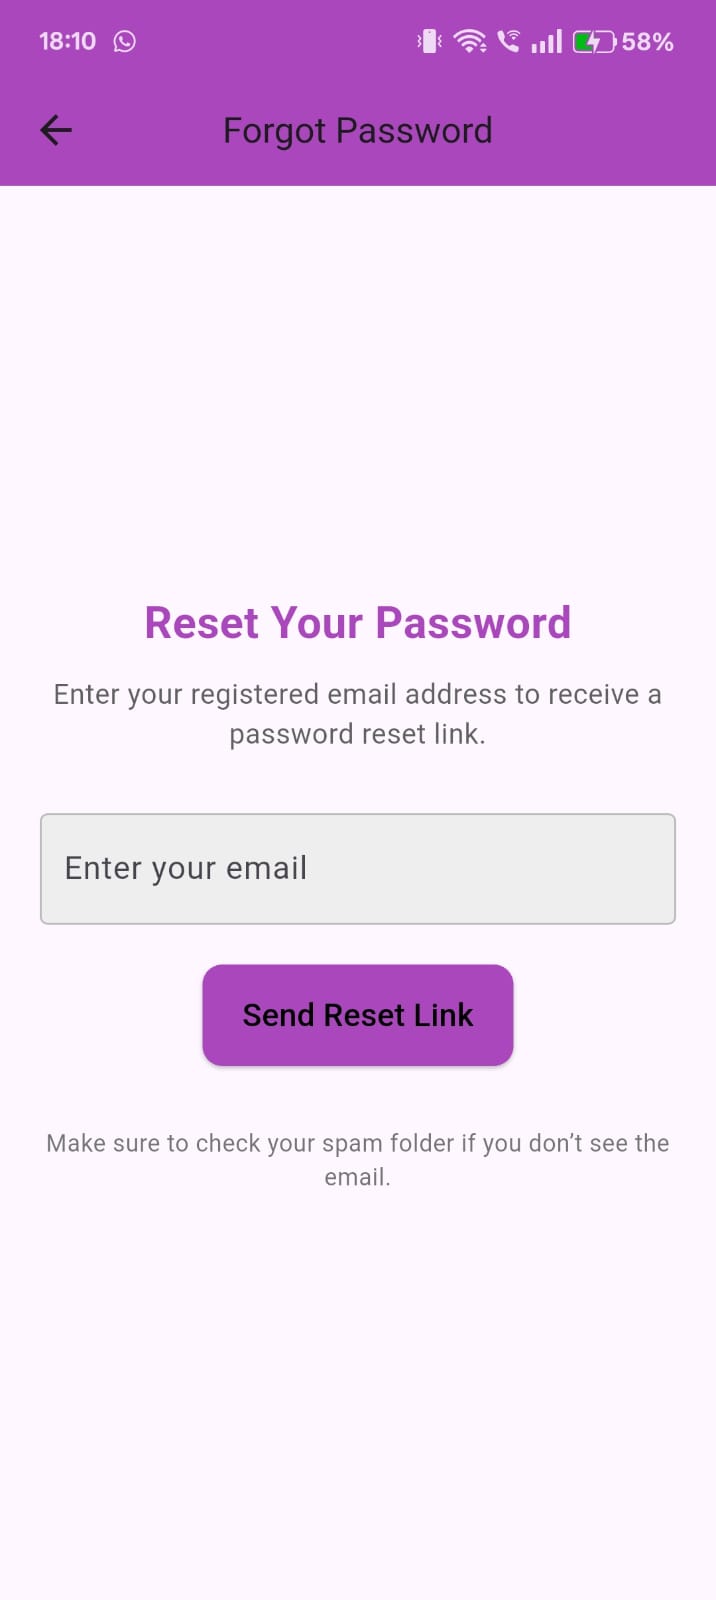 18:10
58%
Forgot Password
Reset Your Password
Enter your registered email address to receive a
password reset link.
Enter your email
Send Reset Link
Make sure to check your spam folder if you don’t see the
email.